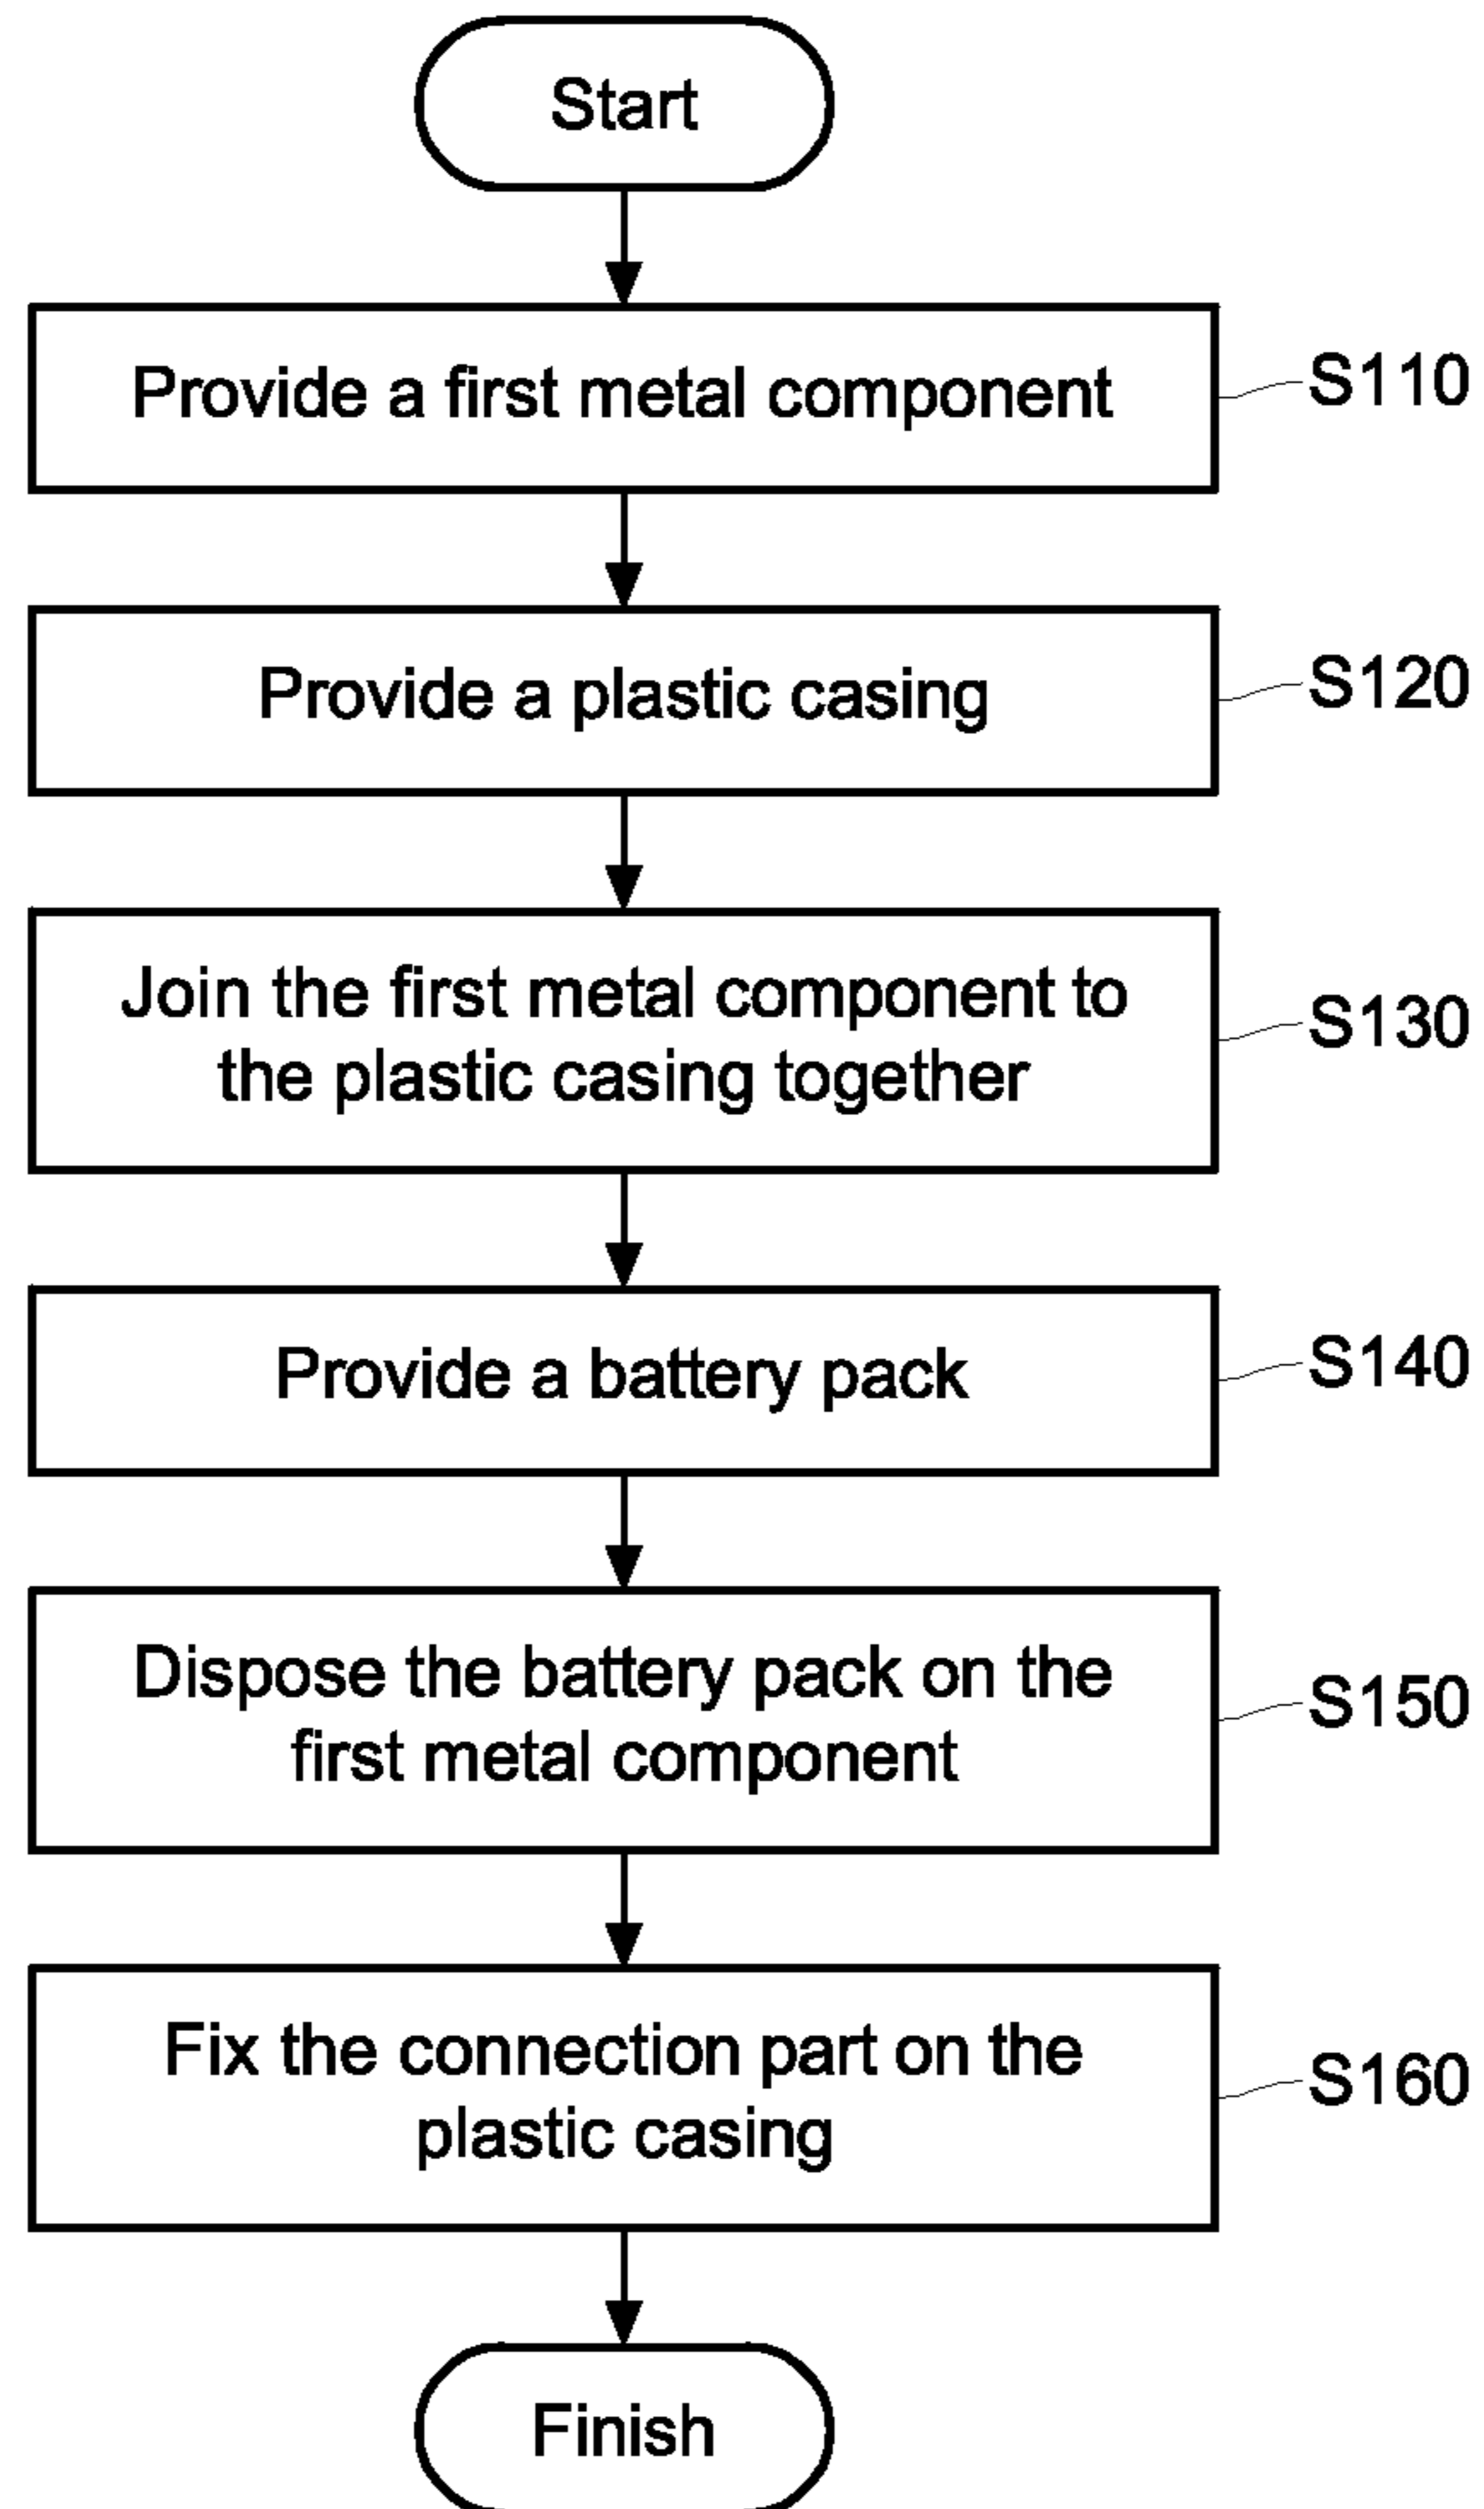 Start
Provide a first metal component
S110
Provide a plastic casing
S120
Join the first metal component to
the plastic casing together
S130
Provide a battery pack
S140
Dispose the battery pack on the
first metal component
S150
Fix the connection part on the
plastic casing
S160
Finish